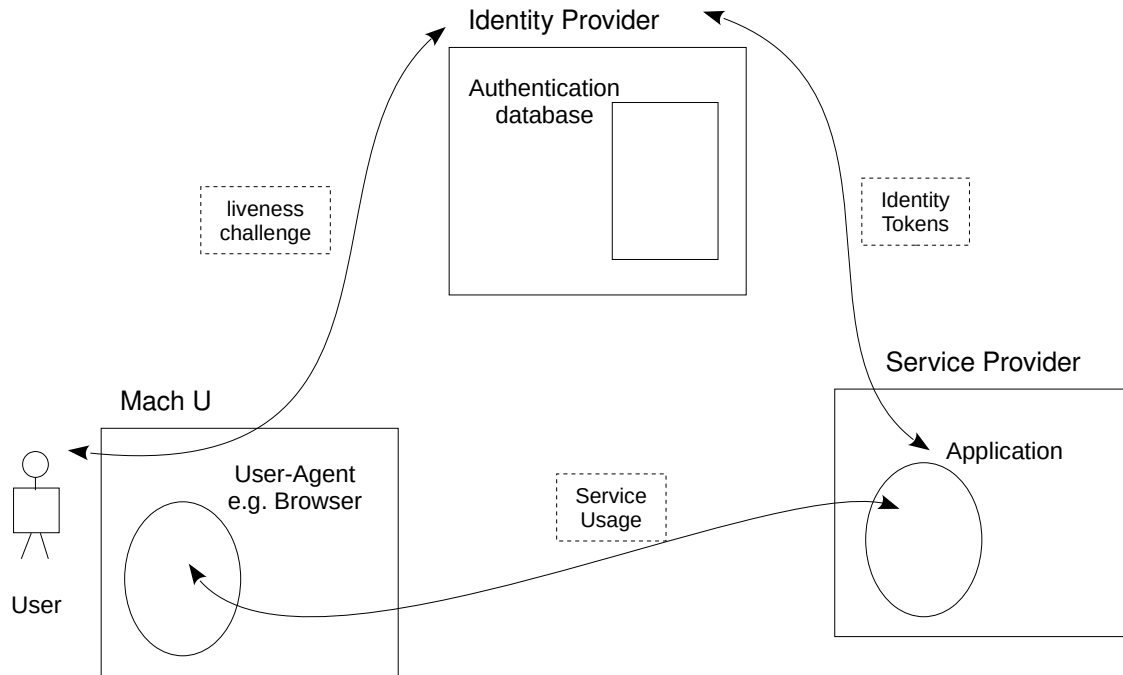 Identity Provider
Authentication
database
liveness
challenge
Identity
Tokens
Service Provider
Mach U
User-Agent
e.g. Browser
Application
Service
Usage
User